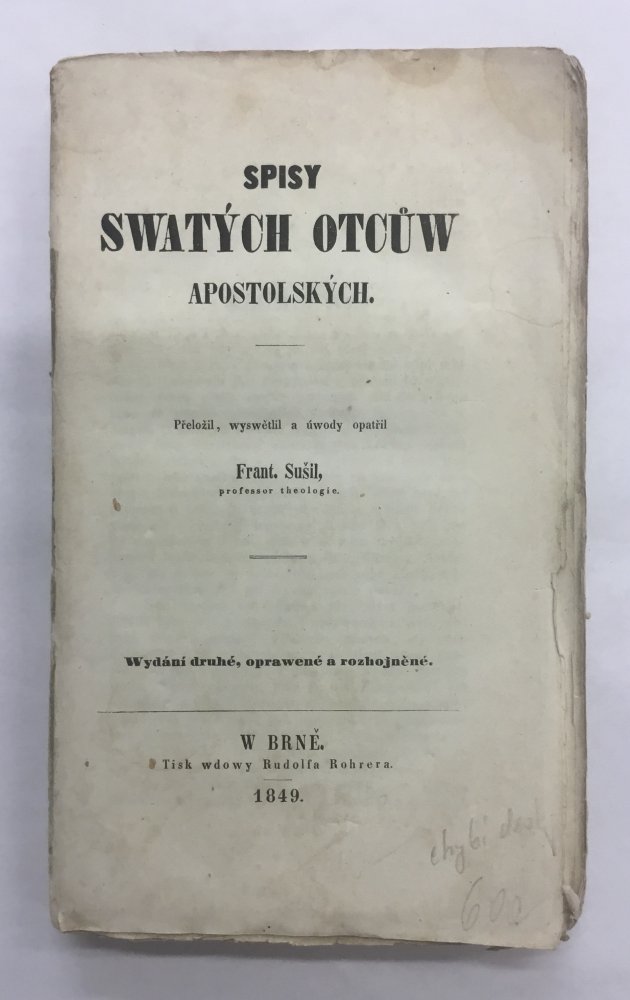 SPISY
SWATÝCH OTCŮW
APOSTOLSKÝCH.
Přeložil, wyswětlil a úwody opatřil
Frant. Sušil,
professor theologie.
Wydání druhé, oprawené a rozhojněné.
W BRNĚ.
Tisk wdowy Rudolfa Rohrera.
1849.
chybí